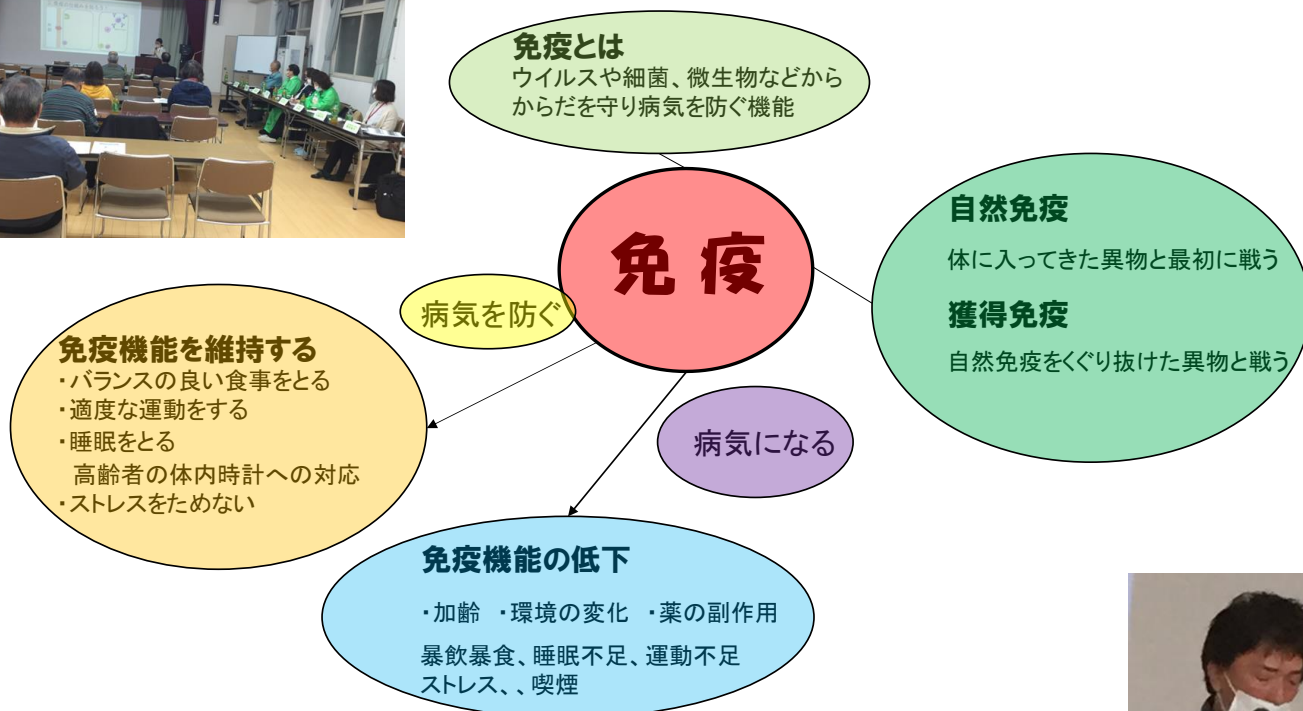 免疫とは
ウイルスや細菌、微生物などから
からだを守り病気を防ぐ機能
免 疫
自然免疫
体に入ってきた異物と最初に戦う
獲得免疫
自然免疫をくぐり抜けた異物と戦う
病気を防ぐ
免疫機能を維持する
・バランスの良い食事をとる
・適度な運動をする
・睡眠をとる
高齢者の体内時計への対応
・ストレスをためない
病気になる
免疫機能の低下
・加齢 ・環境の変化 ・薬の副作用
暴飲暴食、睡眠不足、運動不足
ストレス、、喫煙